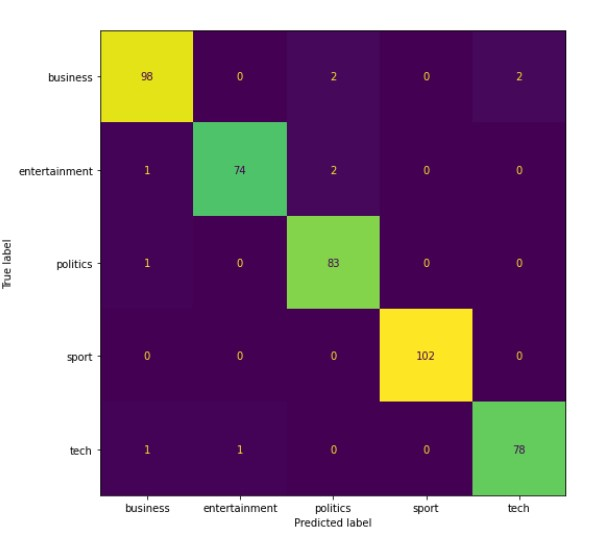 business 98 0 2 0 2
entertainment 1 74 2 0 0
politics 1 0 83 0 0
sport 0 0 0 102 0
tech 1 1 0 0 78
business entertainment politics sport tech
Predicted label
True label